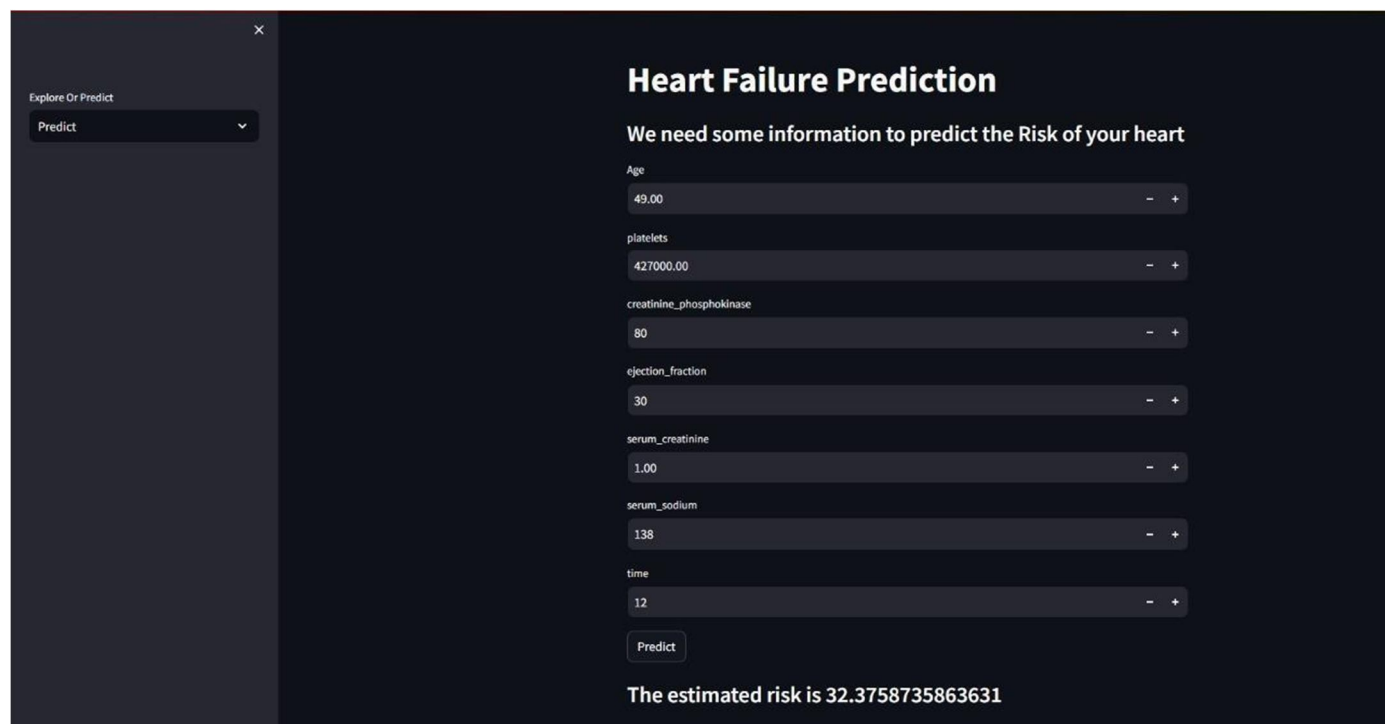 Explore Or Predict
Predict
Heart Failure Prediction
We need some information to predict the Risk of your heart
Age
49.00
platelets
427000.00
creatinine_phosphokinase
80
ejection_fraction
30
serum_creatinine
1.00
serum_sodium
138
time
12
Predict
The estimated risk is 32.3758735863631